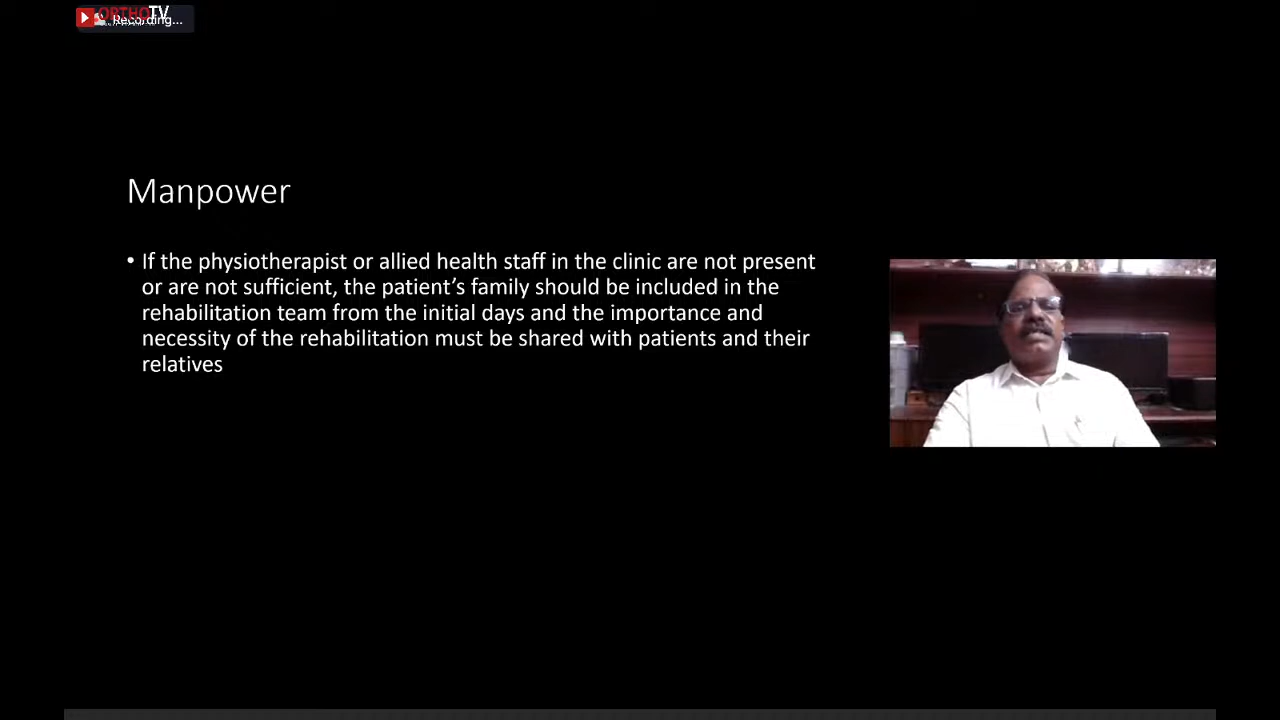 ORTHOTV
Recording...
Manpower
• If the physiotherapist or allied health staff in the clinic are not present
or are not sufficient, the patient's family should be included in the
rehabilitation team from the initial days and the importance and
necessity of the rehabilitation must be shared with patients and their
relatives